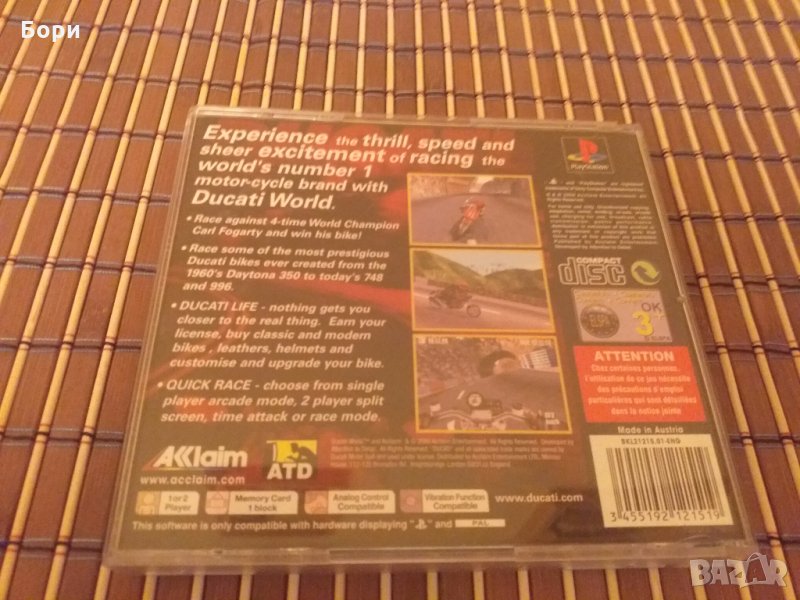 Бори
Experience the thrill, speed and
sheer excitement of racing the
world's number 1
motor-cycle brand with
Ducati World.
• Race against 4-time World Champion
Carl Fogarty and win his bike!
• Race some of the most prestigious
Ducati bikes ever created from the
1960's Daytona 350 to today's 748
and 996.
• DUCATI LIFE - nothing gets you
closer to the real thing. Earn your
license, buy classic and modern
bikes, leathers, helmets and
customise and upgrade your bike.
• QUICK RACE - choose from single
player arcade mode, 2 player split
screen, time attack or race mode.
PlayStation
COMPACT
disc
OK
3
ATTENTION
Chez certaines personnes,
l'utilisation de ce jeu nécessite
des précautions d'emploi
particulières qui sont détaillées
dans la notice jointe
Made in Austria
BKL21215.01-ENG
3 455192 121519
AKKlaim
www.acclaim.com
ATD
1 or 2
Player
Memory Card
1 block
Analog Control
Compatible
Vibration Function
Compatible
www.ducati.com
This software is only compatible with hardware displaying "PS" and PAL
BAZAR